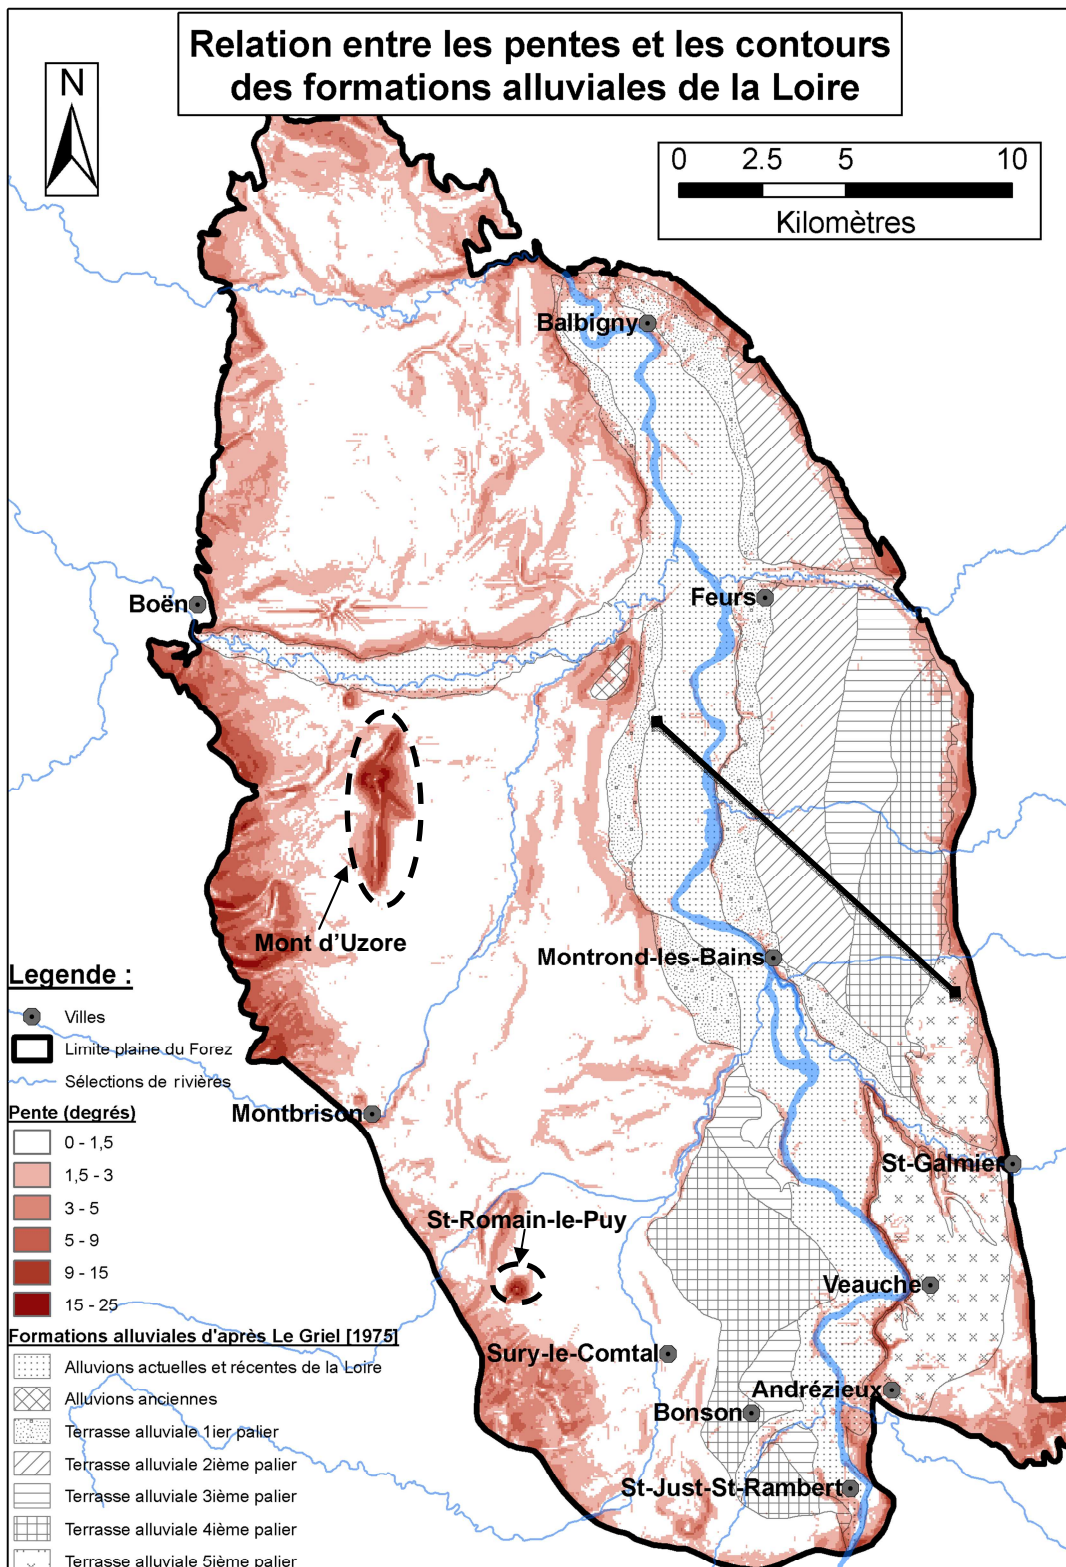 Relation entre les pentes et les contours
des formations alluviales de la Loire
N
0 2.5 5 10
Kilomètres
Balbigny
Boën
Feurs
Mont d'Uzore
Montrond-les-Bains
Montbrison
St-Galmier
St-Romain-le-Puy
Veauche
Sury-le-Comtal
Andrézieux
Bonson
St-Just-St-Rambert
Legende :
Villes
Limite plaine du Forez
Sélections de rivières
Pente (degrés)
0 - 1,5
1,5 - 3
3 - 5
5 - 9
9 - 15
15 - 25
Formations alluviales d'après Le Griel [1975]
Alluvions actuelles et récentes de la Loire
Alluvions anciennes
Terrasse alluviale 1ier palier
Terrasse alluviale 2ième palier
Terrasse alluviale 3ième palier
Terrasse alluviale 4ième palier
Terrasse alluviale 5ième palier